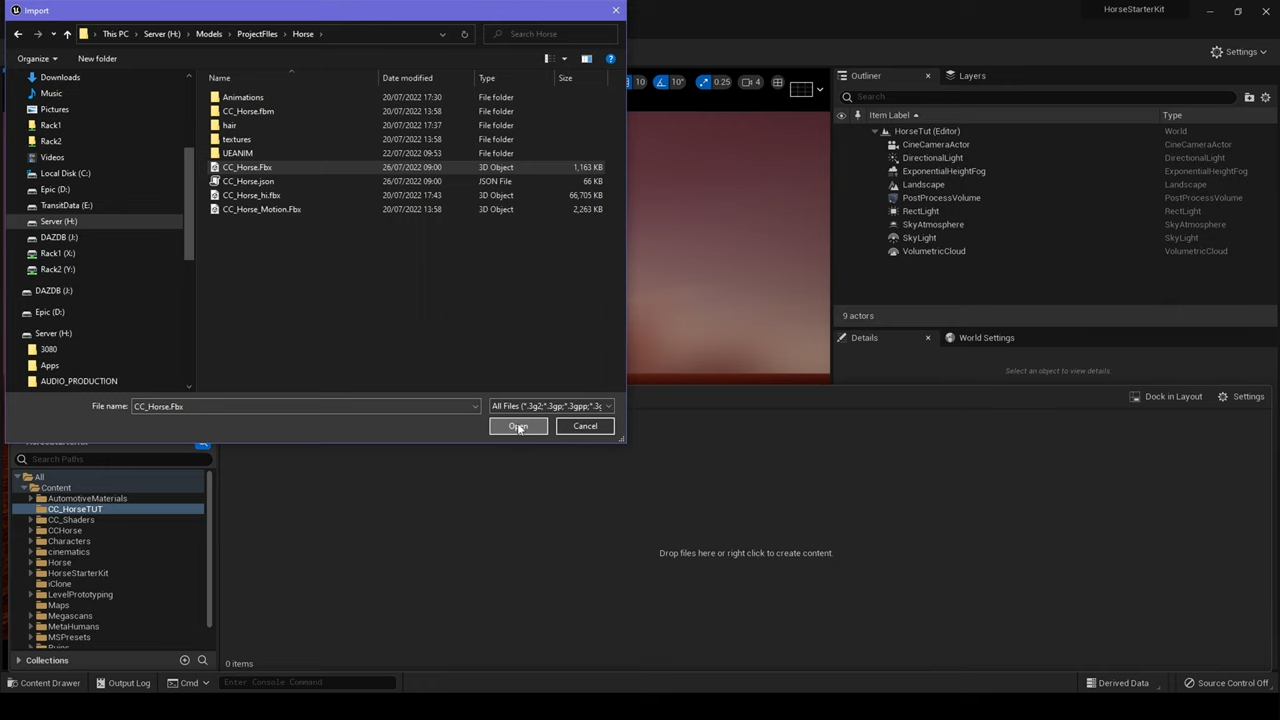 Import
HorseStarterKit
This PC > Server (H:) > Models > ProjectFIles > Horse >
Search Horse
Organize
New folder
Settings
Name
Date modified
Type
Size
Downloads
Music
Pictures
Rack1
Rack2
Videos
Local Disk (C:)
Epic (D:)
TransitData (E:)
Server (H:)
DAZDB (J:)
Rack1 (X:)
Rack2 (Y:)
DAZDB (J:)
Epic (D:)
Server (H:)
3080
Apps
AUDIO_PRODUCTION
Animations 20/07/2022 17:30 File folder
CC_Horse.fbm 20/07/2022 13:58 File folder
hair 20/07/2022 17:37 File folder
textures 20/07/2022 13:58 File folder
UEANIM 22/07/2022 09:53 File folder
CC_Horse.Fbx 26/07/2022 09:00 3D Object 1,163 KB
CC_Horse.json 26/07/2022 09:00 JSON File 66 KB
CC_Horse_hi.fbx 20/07/2022 17:43 3D Object 66,705 KB
CC_Horse_Motion.Fbx 20/07/2022 13:58 3D Object 2,263 KB
File name: CC_Horse.Fbx
All Files (*.3g2;*.3gp;*.3gpp;*.3g
Open
Cancel
10 10° 0.25 4
Outliner
Layers
Search
Item Label
Type
HorseTut (Editor) World
CineCameraActor CineCameraActor
DirectionalLight DirectionalLight
ExponentialHeightFog ExponentialHeightFog
Landscape Landscape
PostProcessVolume PostProcessVolume
RectLight RectLight
SkyAtmosphere SkyAtmosphere
SkyLight SkyLight
VolumetricCloud VolumetricCloud
9 actors
Details
World Settings
Select an object to view details.
Dock in Layout
Settings
Search Paths
All
Content
AutomotiveMaterials
CC_HorseTUT
CC_Shaders
CCHorse
Characters
cinematics
Horse
HorseStarterKit
iClone
LevelPrototyping
Maps
Megascans
MetaHumans
MSPresets
Drop files here or right click to create content.
Collections
0 items
Content Drawer
Output Log
Cmd
Enter Console Command
Derived Data
Source Control Off